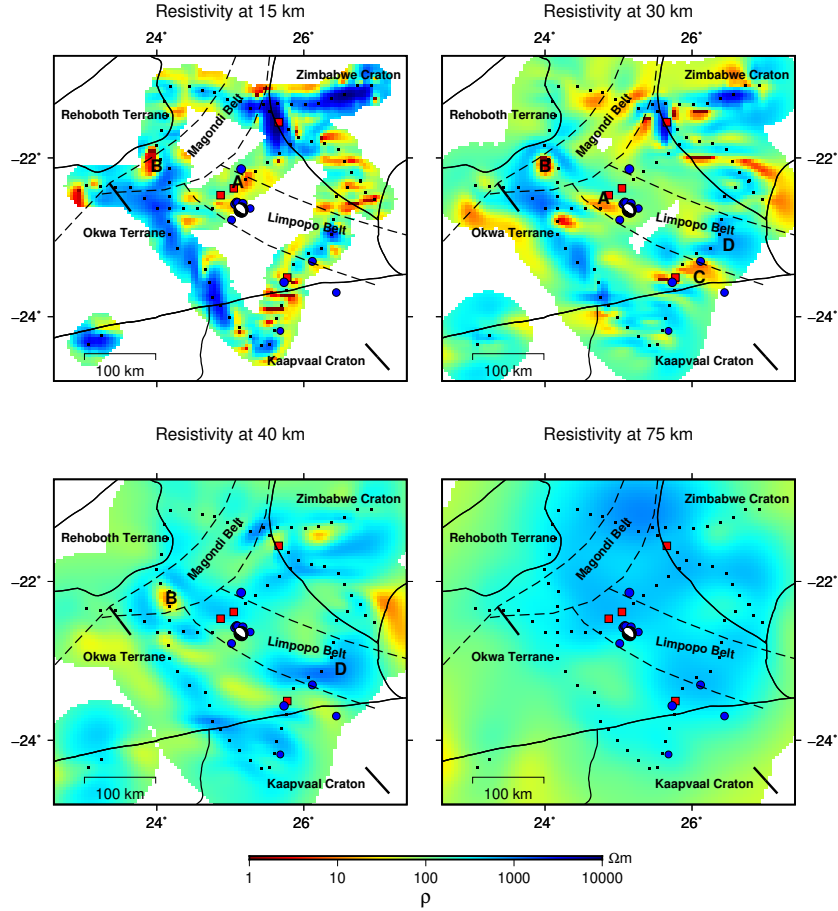 Resistivity at 15 km
Resistivity at 30 km
24° 26°
24° 26°
Zimbabwe Craton
Rehoboth Terrane
Magondi Belt
B
A
Okwa Terrane
Limpopo Belt
Kaapvaal Craton
100 km
−22°
−24°
Zimbabwe Craton
Rehoboth Terrane
Magondi Belt
B
A
Okwa Terrane
Limpopo Belt
D
C
Kaapvaal Craton
100 km
−22°
−24°
Resistivity at 40 km
Resistivity at 75 km
Zimbabwe Craton
Rehoboth Terrane
Magondi Belt
B
Okwa Terrane
Limpopo Belt
D
Kaapvaal Craton
100 km
−22°
−24°
Zimbabwe Craton
Rehoboth Terrane
Magondi Belt
Okwa Terrane
Limpopo Belt
Kaapvaal Craton
100 km
−22°
−24°
24° 26°
24° 26°
Ωm
1 10 100 1000 10000
ρ